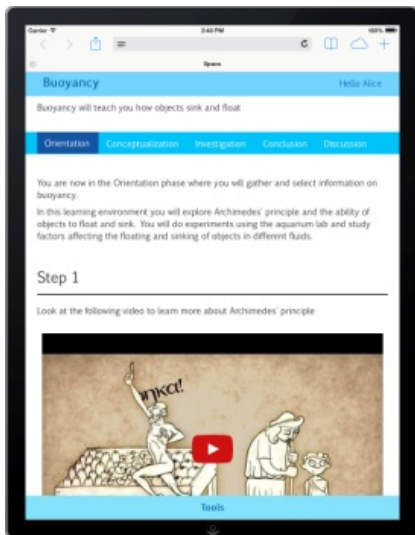 Carrier
2:40 PM
100%
Space
Buoyancy
Hello Alice
Buoyancy will teach you how objects sink and float
Orientation Conceptualization Investigation Conclusion Discussion
You are now in the Orientation phase where you will gather and select information on
buoyancy.
In this learning environment you will explore Archimedes' principle and the ability of
objects to float and sink. You will do experiments using the aquarium lab and study
factors affecting the floating and sinking of objects in different fluids.
Step 1
Look at the following video to learn more about Archimedes' principle
ηκα!
Tools